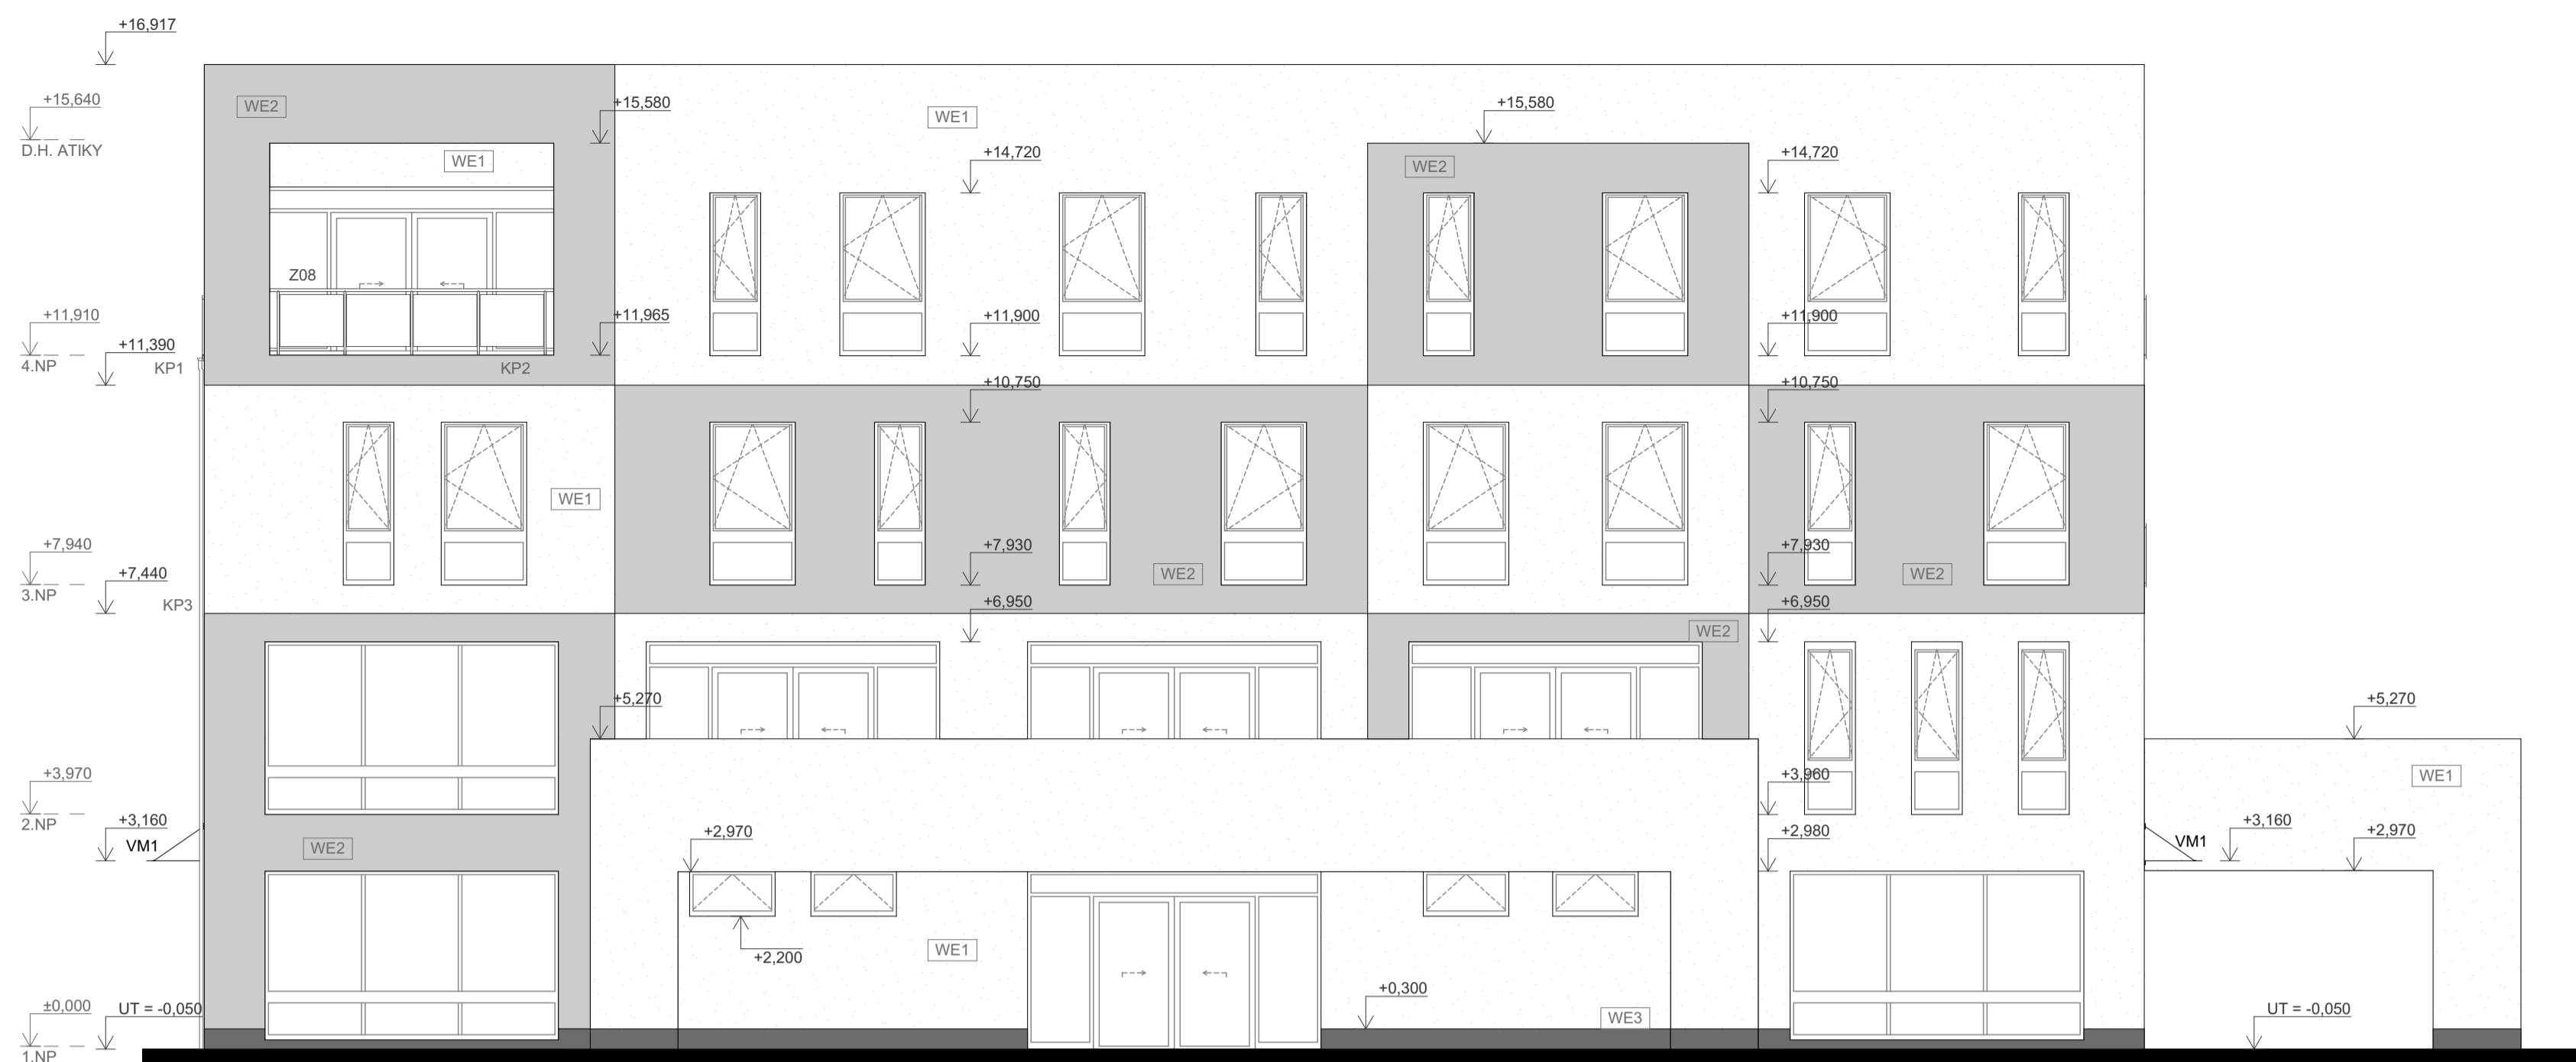 +16,917
+15,640
D.H. ATIKY
WE2
+15,580
WE1
+15,580
WE1
+14,720
WE2
+14,720
Z08
+11,910
4.NP
+11,390
KP1
KP2
+11,965
+11,900
+11,900
+10,750
+10,750
WE1
+7,940
3.NP
+7,440
KP3
+7,930
WE2
+7,930
WE2
+6,950
WE2
+6,950
+5,270
+5,270
+3,970
2.NP
+3,160
VM1
WE2
+2,970
+3,960
+2,980
WE1
+3,160
VM1
+2,970
+2,200
WE1
+0,300
WE3
±0,000
1.NP
UT = -0,050
UT = -0,050